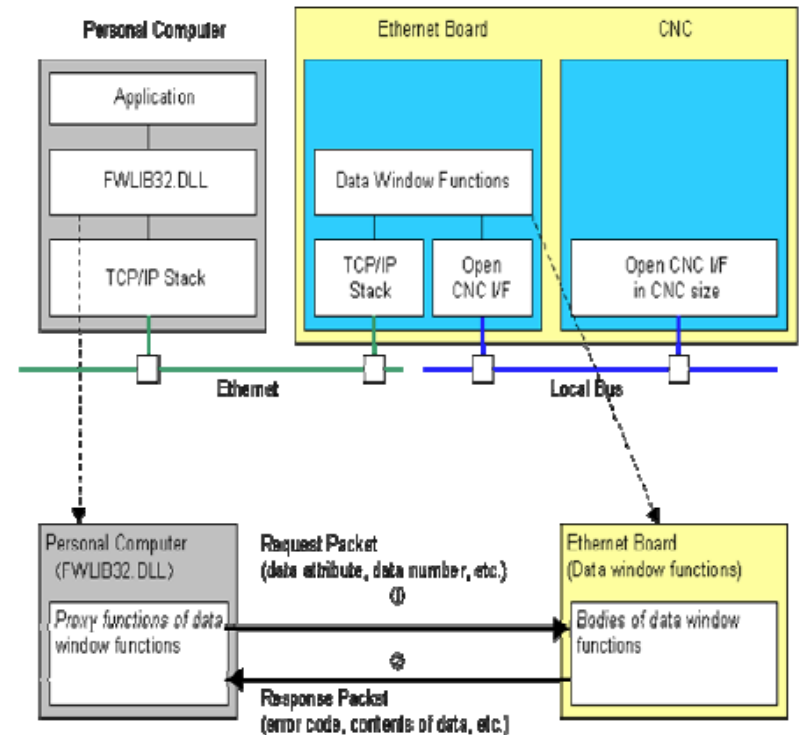 Personal Computer
Ethernet Board
CNC
Application
FWLIB32.DLL
TCP/IP Stack
Data Window Functions
TCP/IP
Stack
Open
CNC I/F
Open CNC I/F
in CNC size
Ethernet
Local Bus
Personal Computer
(FWLIB32.DLL)
Proxy functions of data
window functions
Request Packet
(data attribute, data number, etc.)
①
②
Response Packet
(error code, contents of data, etc.)
Ethernet Board
(Data window functions)
Bodies of data window
functions